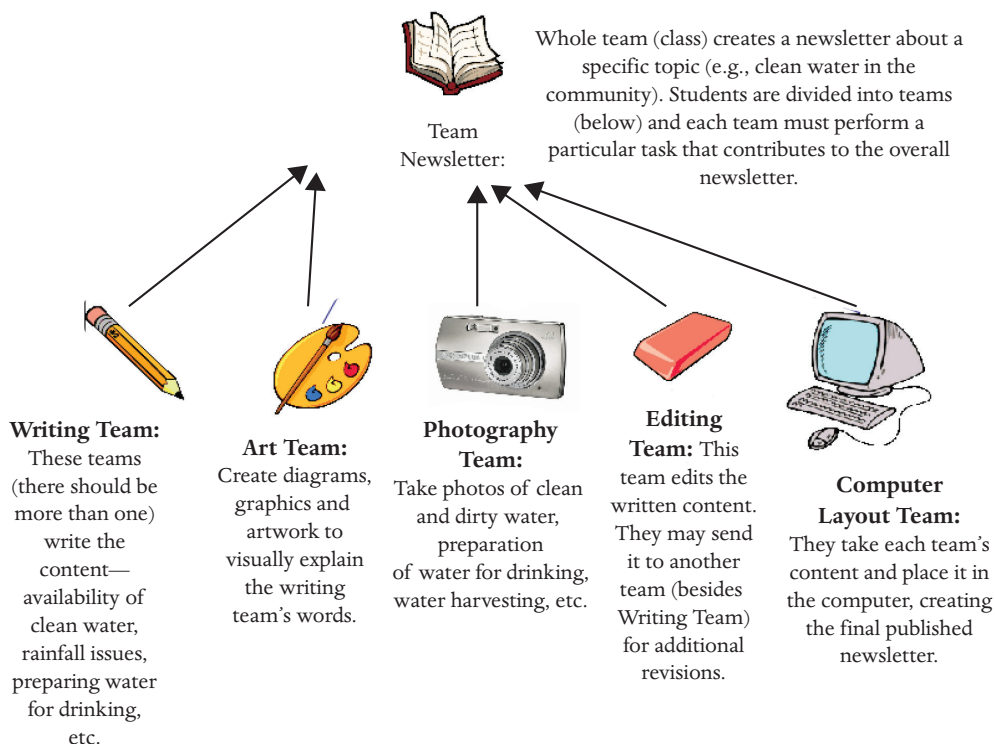 Team
Newsletter:
Whole team (class) creates a newsletter about a
specific topic (e.g., clean water in the
community). Students are divided into teams
(below) and each team must perform a
particular task that contributes to the overall
newsletter.
Writing Team:
These teams
(there should be
more than one)
write the
content—
availability of
clean water,
rainfall issues,
preparing water
for drinking,
etc.
Art Team:
Create diagrams,
graphics and
artwork to
visually explain
the writing
team's words.
Photography
Team:
Take photos of clean
and dirty water,
preparation
of water for drinking,
water harvesting, etc.
Editing
Team: This
team edits the
written content.
They may send
it to another
team (besides
Writing Team)
for additional
revisions.
Computer
Layout Team:
They take each team's
content and place it in
the computer, creating
the final published
newsletter.